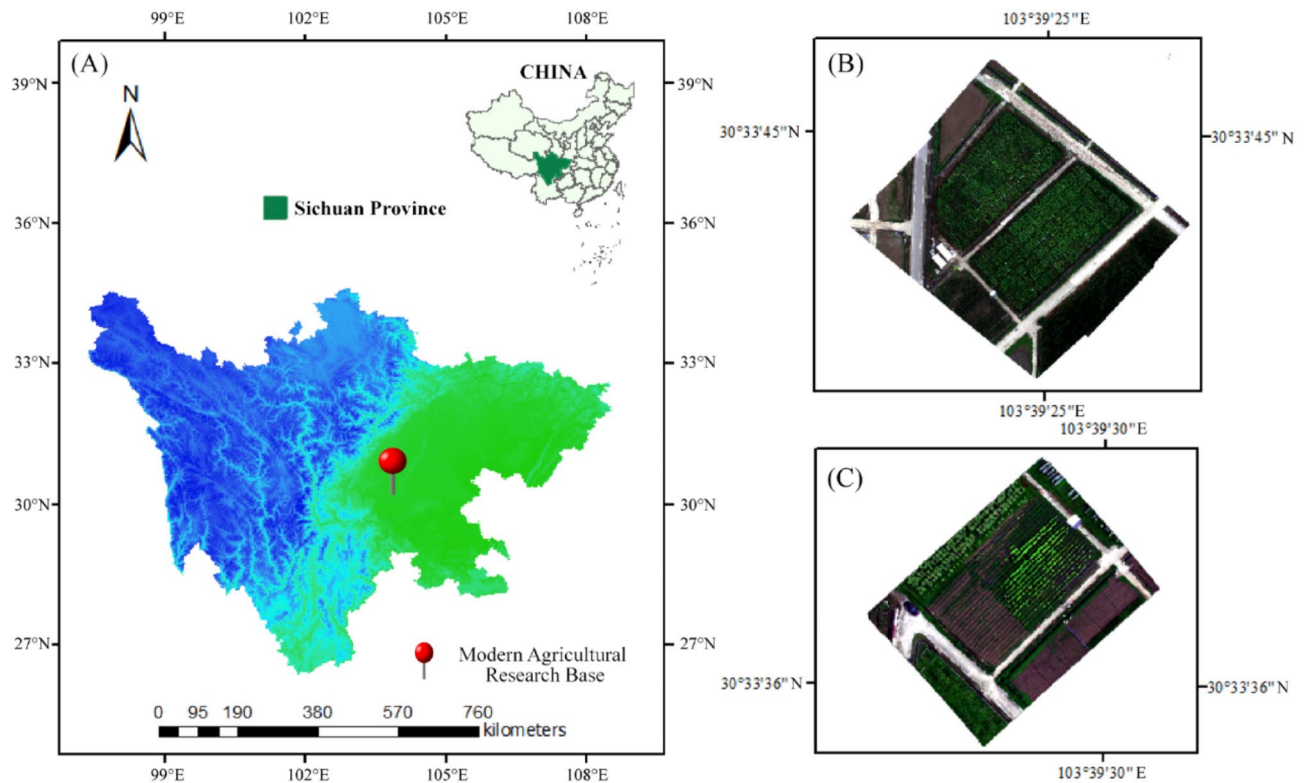 99°E 102°E 105°E 108°E
(A)
39°N 39°N
CHINA
N
36°N 36°N
Sichuan Province
33°N 33°N
30°N 30°N
27°N 27°N
Modern Agricultural
Research Base
0 95 190 380 570 760
kilometers
99°E 102°E 105°E 108°E
103°39'25"E
(B)
30°33'45"N 30°33'45"N
103°39'25"E
103°39'30"E
(C)
30°33'36"N 30°33'36"N
103°39'30"E